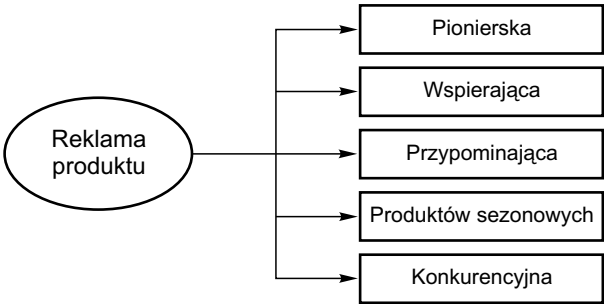 Reklama
produktu
Pionierska
Wspierająca
Przypominająca
Produktów sezonowych
Konkurencyjna